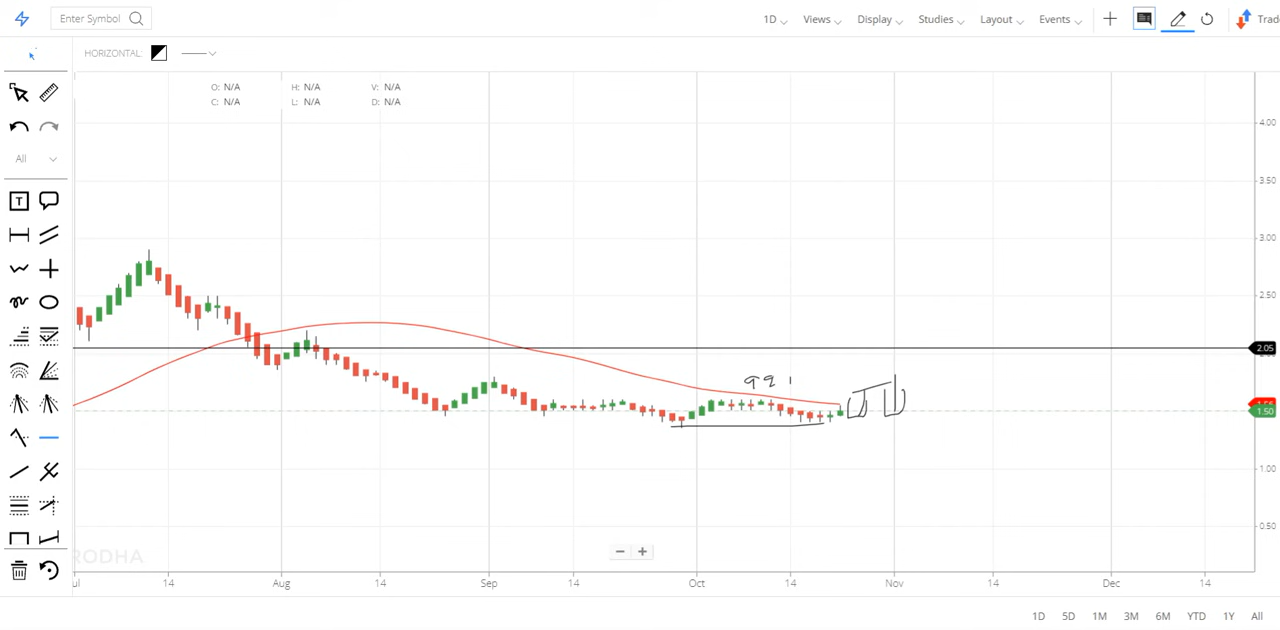 Enter Symbol 1D Views Display Studies Layout Events Trad
HORIZONTAL:
O: N/A H: N/A V: N/A
C: N/A L: N/A D: N/A
All
4.00
3.50
3.00
2.50
2.05
1.50
1.00
0.50
RODHA
ul 14 Aug 14 Sep 14 Oct 14 Nov 14 Dec 14
1D 5D 1M 3M 6M YTD 1Y All